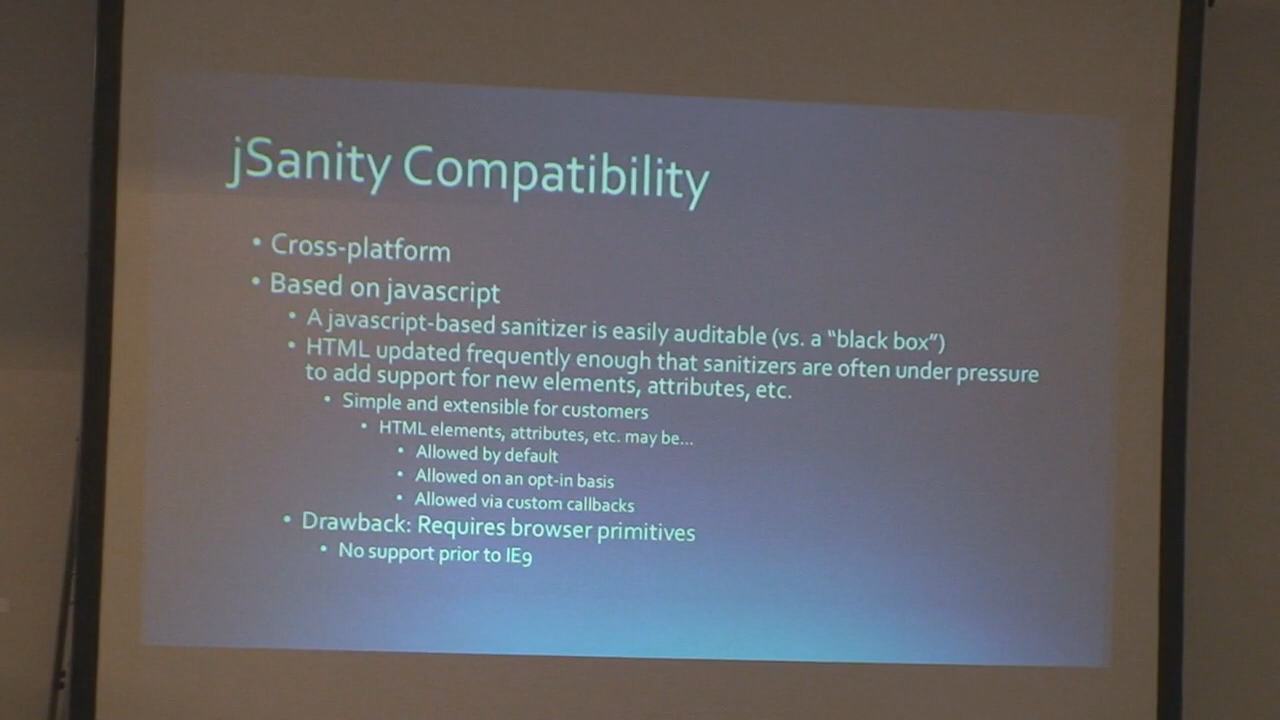 jSanity Compatibility
• Cross-platform
• Based on javascript
• A javascript-based sanitizer is easily auditable (vs. a “black box”)
• HTML updated frequently enough that sanitizers are often under pressure
to add support for new elements, attributes, etc.
• Simple and extensible for customers
• HTML elements, attributes, etc. may be...
• Allowed by default
• Allowed on an opt-in basis
• Allowed via custom callbacks
• Drawback: Requires browser primitives
• No support prior to IE9